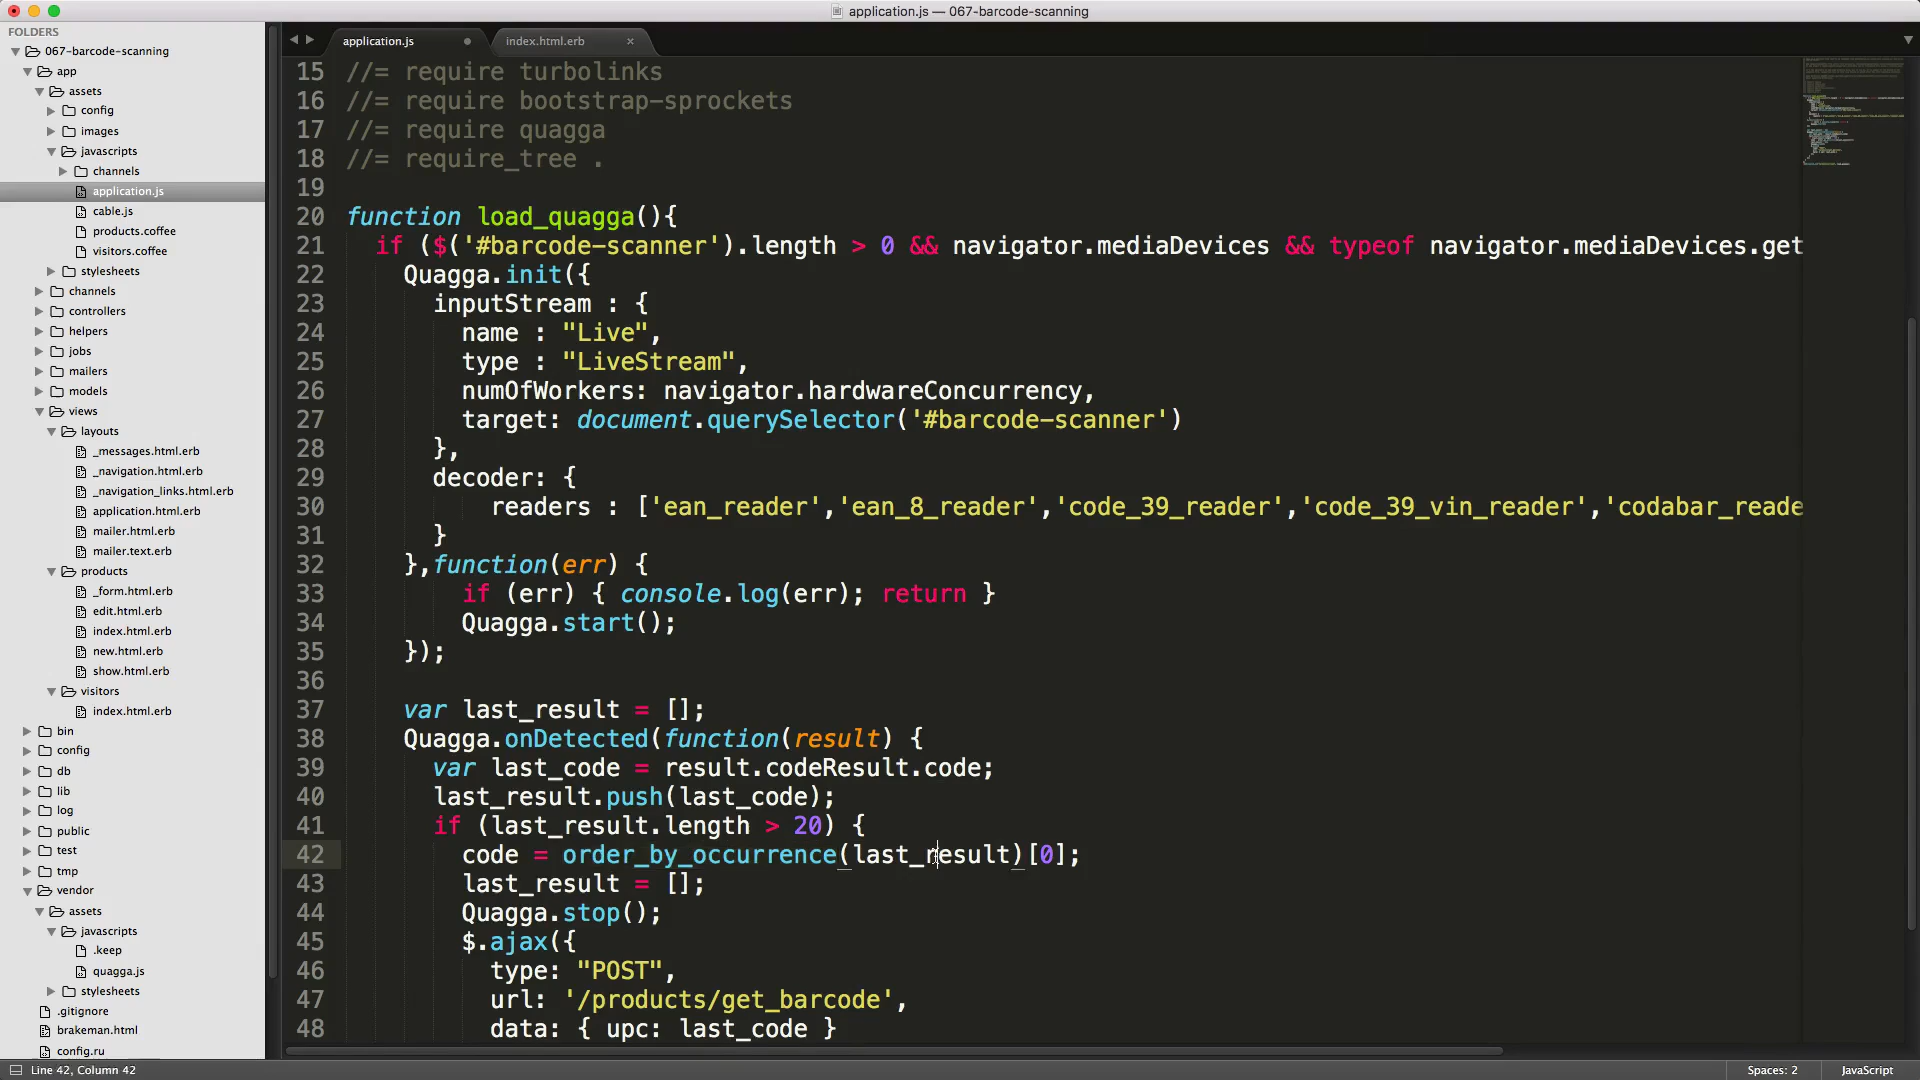 application.js — 067-barcode-scanning
FOLDERS
067-barcode-scanning
app
assets
config
images
javascripts
channels
application.js
cable.js
products.coffee
visitors.coffee
stylesheets
channels
controllers
helpers
jobs
mailers
models
views
layouts
_messages.html.erb
_navigation.html.erb
_navigation_links.html.erb
application.html.erb
mailer.html.erb
mailer.text.erb
products
_form.html.erb
edit.html.erb
index.html.erb
new.html.erb
show.html.erb
visitors
index.html.erb
bin
config
db
lib
log
public
test
tmp
vendor
assets
javascripts
.keep
quagga.js
stylesheets
.gitignore
brakeman.html
config.ru
application.js
index.html.erb
15 //= require turbolinks
16 //= require bootstrap-sprockets
17 //= require quagga
18 //= require_tree .
19
20 function load_quagga(){
21 if ($('#barcode-scanner').length > 0 && navigator.mediaDevices && typeof navigator.mediaDevices.get
22 Quagga.init({
23 inputStream : {
24 name : "Live",
25 type : "LiveStream",
26 numOfWorkers: navigator.hardwareConcurrency,
27 target: document.querySelector('#barcode-scanner')
28 },
29 decoder: {
30 readers : ['ean_reader','ean_8_reader','code_39_reader','code_39_vin_reader','codabar_reade
31 }
32 },function(err) {
33 if (err) { console.log(err); return }
34 Quagga.start();
35 });
36
37 var last_result = [];
38 Quagga.onDetected(function(result) {
39 var last_code = result.codeResult.code;
40 last_result.push(last_code);
41 if (last_result.length > 20) {
42 code = order_by_occurrence(last_result)[0];
43 last_result = [];
44 Quagga.stop();
45 $.ajax({
46 type: "POST",
47 url: '/products/get_barcode',
48 data: { upc: last_code }
Line 42, Column 42
Spaces: 2
JavaScript